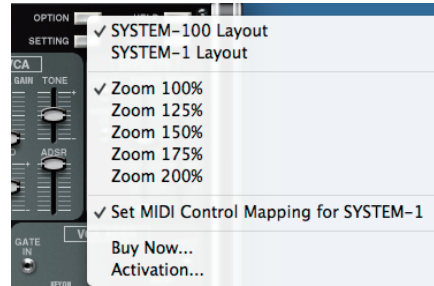 OPTION
SETTING
✓ SYSTEM-100 Layout
SYSTEM-1 Layout
✓ Zoom 100%
Zoom 125%
Zoom 150%
Zoom 175%
Zoom 200%
✓ Set MIDI Control Mapping for SYSTEM-1
Buy Now...
Activation...
VCA
GAIN TONE
ADSR
GATE
IN